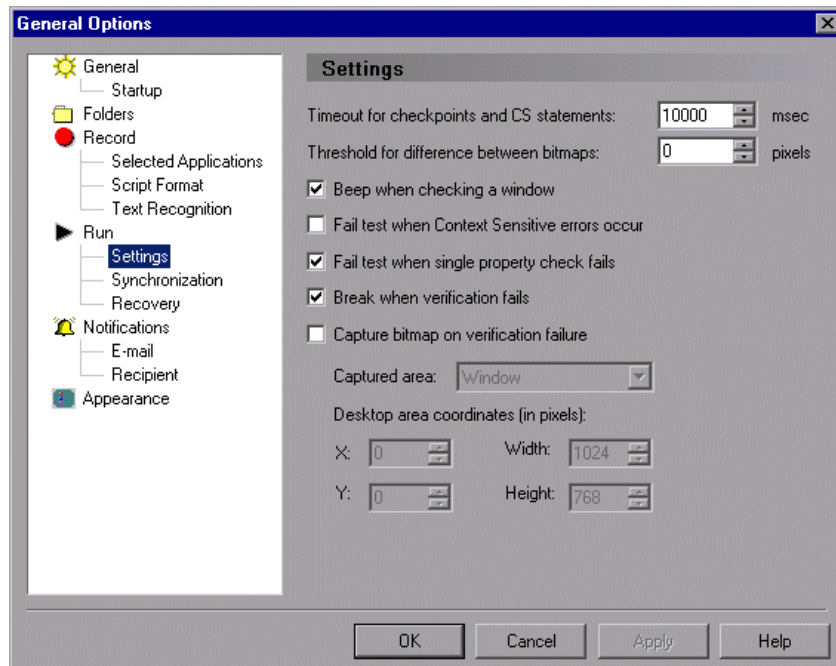 General Options
General
Startup
Folders
Record
Selected Applications
Script Format
Text Recognition
Run
Settings
Synchronization
Recovery
Notifications
E-mail
Recipient
Appearance
Settings
Timeout for checkpoints and CS statements: 10000 msec
Threshold for difference between bitmaps: 0 pixels
Beep when checking a window
Fail test when Context Sensitive errors occur
Fail test when single property check fails
Break when verification fails
Capture bitmap on verification failure
Captured area: Window
Desktop area coordinates (in pixels):
X: 0 Width: 1024
Y: 0 Height: 768
OK Cancel Apply Help